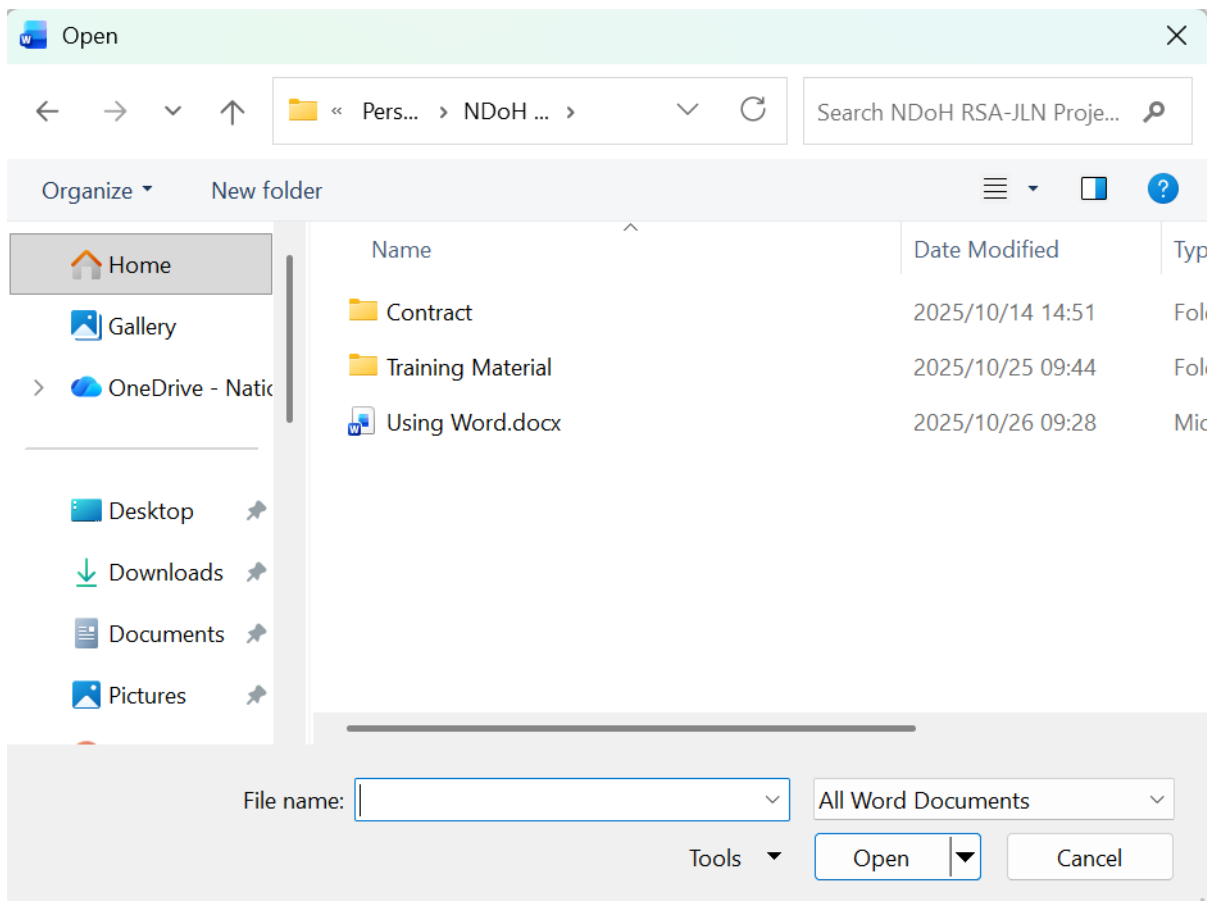 Open
« Pers... › NDoH ... ›
Search NDoH RSA-JLN Proje...
Organize
New folder
Name
Date Modified
Typ
Home
Gallery
OneDrive - Natio
Desktop
Downloads
Documents
Pictures
Contract 2025/10/14 14:51 Fol
Training Material 2025/10/25 09:44 Fol
Using Word.docx 2025/10/26 09:28 Mic
File name:
All Word Documents
Tools
Open
Cancel